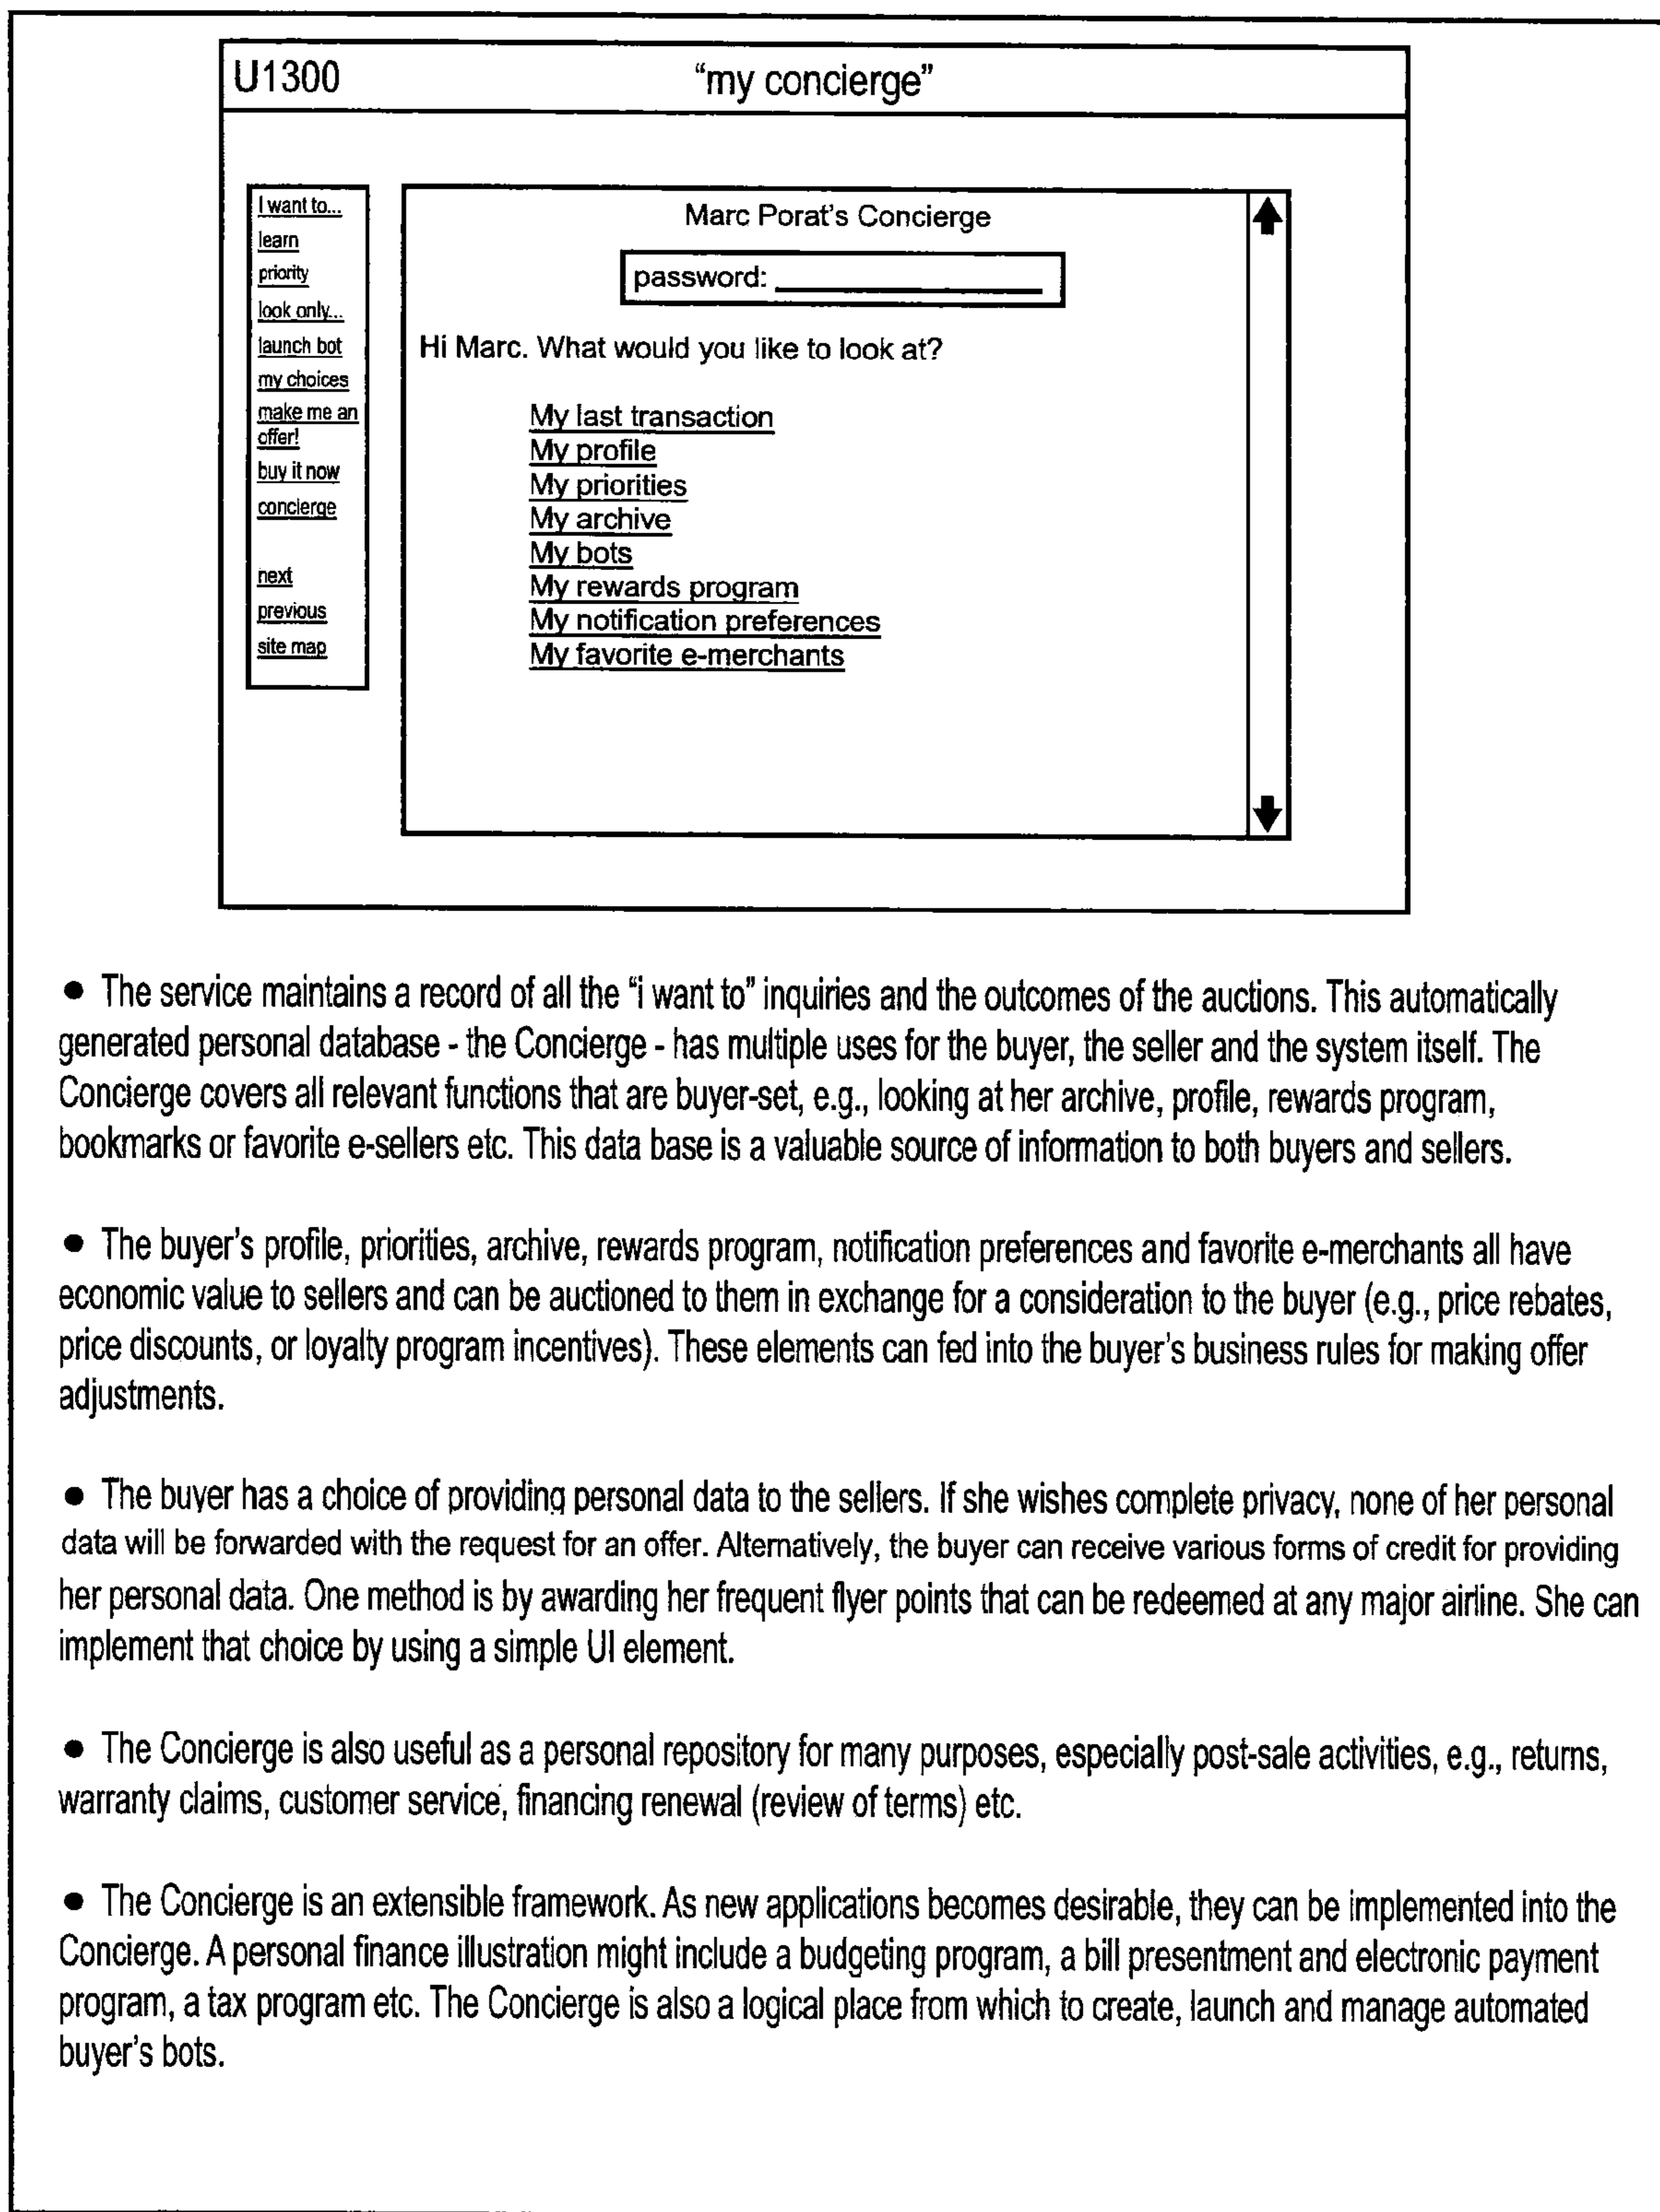 U1300
“my concierge”
I want to...
learn
priority
look only...
launch bot
my choices
make me an
offer!
buy it now
concierge
next
previous
site map
Marc Porat's Concierge
password:
Hi Marc. What would you like to look at?
My last transaction
My profile
My priorities
My archive
My bots
My rewards program
My notification preferences
My favorite e-merchants
● The service maintains a record of all the “i want to” inquiries and the outcomes of the auctions. This automatically
generated personal database - the Concierge - has multiple uses for the buyer, the seller and the system itself. The
Concierge covers all relevant functions that are buyer-set, e.g., looking at her archive, profile, rewards program,
bookmarks or favorite e-sellers etc. This data base is a valuable source of information to both buyers and sellers.
● The buyer's profile, priorities, archive, rewards program, notification preferences and favorite e-merchants all have
economic value to sellers and can be auctioned to them in exchange for a consideration to the buyer (e.g., price rebates,
price discounts, or loyalty program incentives). These elements can fed into the buyer's business rules for making offer
adjustments.
● The buyer has a choice of providing personal data to the sellers. If she wishes complete privacy, none of her personal
data will be forwarded with the request for an offer. Alternatively, the buyer can receive various forms of credit for providing
her personal data. One method is by awarding her frequent flyer points that can be redeemed at any major airline. She can
implement that choice by using a simple UI element.
● The Concierge is also useful as a personal repository for many purposes, especially post-sale activities, e.g., returns,
warranty claims, customer service, financing renewal (review of terms) etc.
● The Concierge is an extensible framework. As new applications becomes desirable, they can be implemented into the
Concierge. A personal finance illustration might include a budgeting program, a bill presentment and electronic payment
program, a tax program etc. The Concierge is also a logical place from which to create, launch and manage automated
buyer's bots.